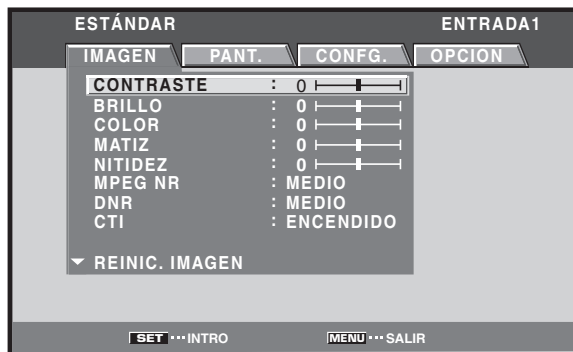 ESTÁNDAR ENTRADA1
IMAGEN PANT. CONFG. OPCION
CONTRASTE : 0
BRILLO : 0
COLOR : 0
MATIZ : 0
NITIDEZ : 0
MPEG NR : MEDIO
DNR : MEDIO
CTI : ENCENDIDO
REINIC. IMAGEN
SET ··· INTRO MENU ··· SALIR